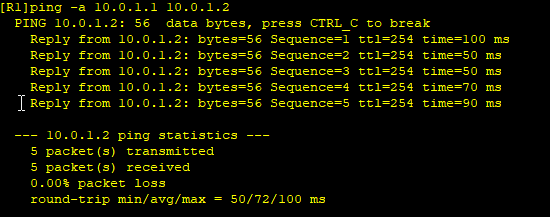 [R1]ping -a 10.0.1.1 10.0.1.2
PING 10.0.1.2: 56 data bytes, press CTRL_C to break
Reply from 10.0.1.2: bytes=56 Sequence=1 ttl=254 time=100 ms
Reply from 10.0.1.2: bytes=56 Sequence=2 ttl=254 time=50 ms
Reply from 10.0.1.2: bytes=56 Sequence=3 ttl=254 time=50 ms
Reply from 10.0.1.2: bytes=56 Sequence=4 ttl=254 time=70 ms
Reply from 10.0.1.2: bytes=56 Sequence=5 ttl=254 time=90 ms
--- 10.0.1.2 ping statistics ---
5 packet(s) transmitted
5 packet(s) received
0.00% packet loss
round-trip min/avg/max = 50/72/100 ms